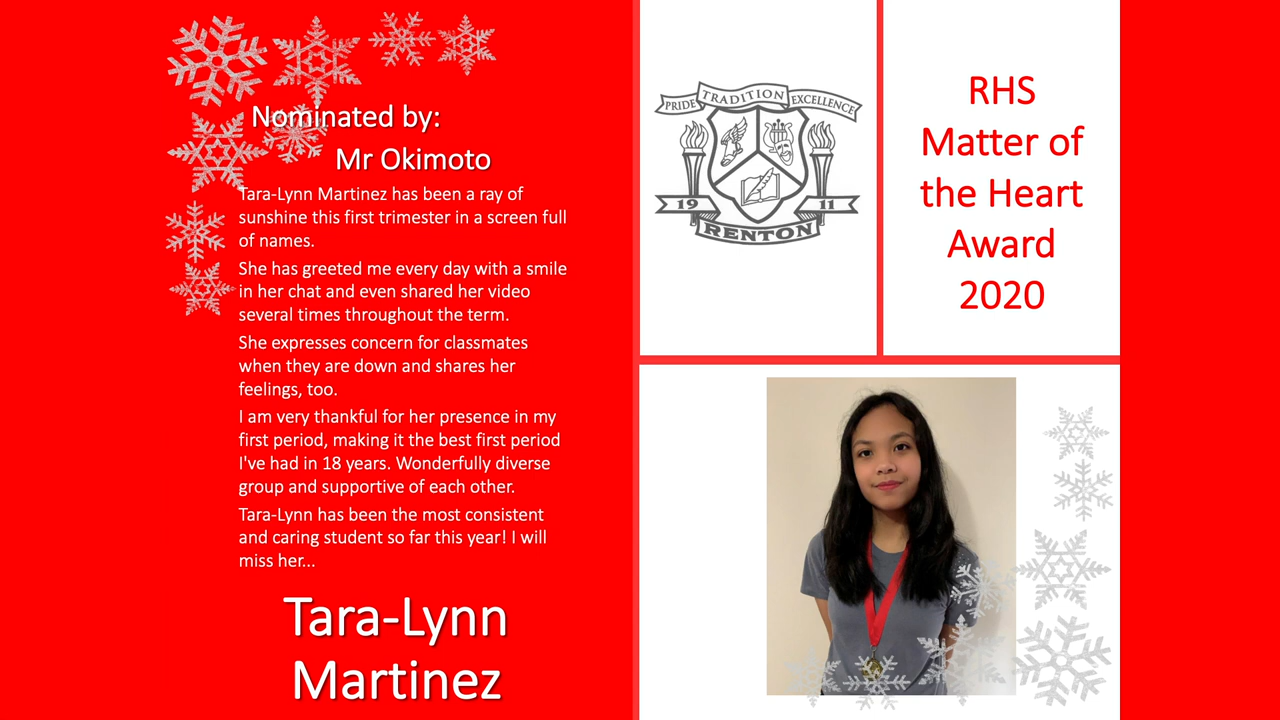 Nominated by:
Mr Okimoto
Tara-Lynn Martinez has been a ray of
sunshine this first trimester in a screen full
of names.
She has greeted me every day with a smile
in her chat and even shared her video
several times throughout the term.
She expresses concern for classmates
when they are down and shares her
feelings, too.
I am very thankful for her presence in my
first period, making it the best first period
I've had in 18 years. Wonderfully diverse
group and supportive of each other.
Tara-Lynn has been the most consistent
and caring student so far this year! I will
miss her...
Tara-Lynn
Martinez
PRIDE TRADITION EXCELLENCE
19 11
RENTON
RHS
Matter of
the Heart
Award
2020